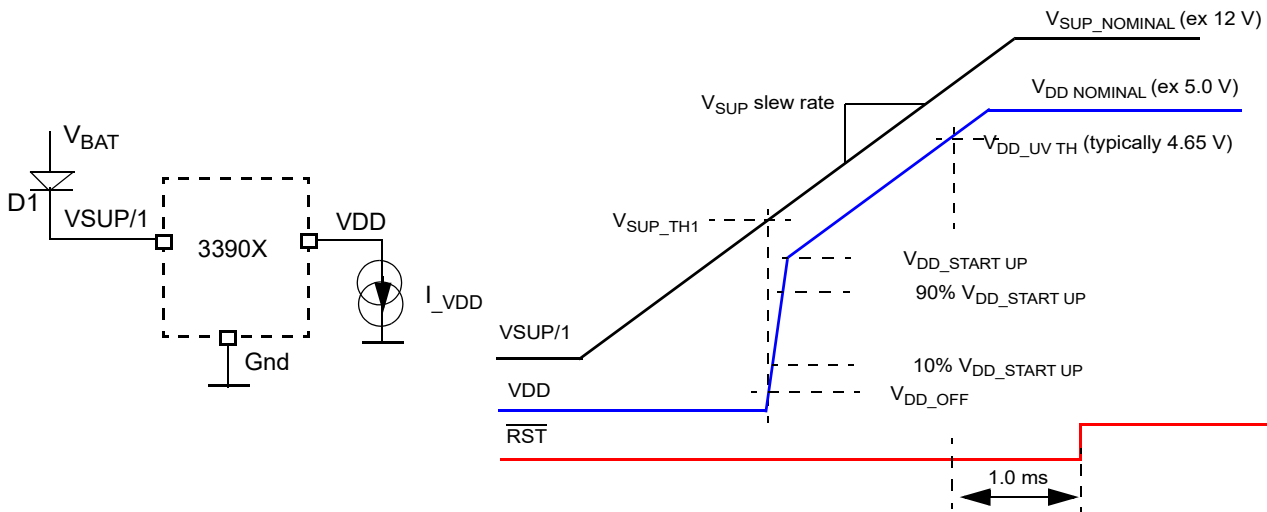 V_SUP_NOMINAL (ex 12 V)
V_DD NOMINAL (ex 5.0 V)
V_SUP slew rate
V_DD_UV TH (typically 4.65 V)
V_BAT
D1
VSUP/1
VDD
3390X
V_SUP_TH1
V_DD_START UP
90% V_DD_START UP
I_VDD
VSUP/1
Gnd
10% V_DD_START UP
VDD
V_DD_OFF
R̅S̅T̅
1.0 ms